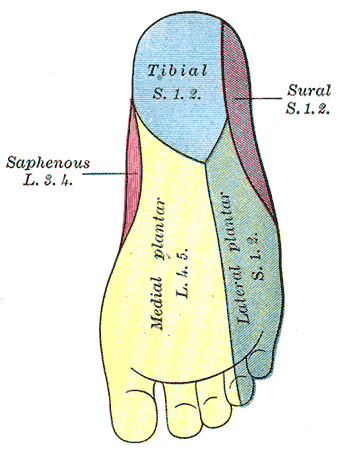 Tibial
S. 1. 2.
Sural
S. 1. 2.
Saphenous
L. 3. 4.
Medial plantar
L. 4. 5.
Lateral plantar
S. 1. 2.